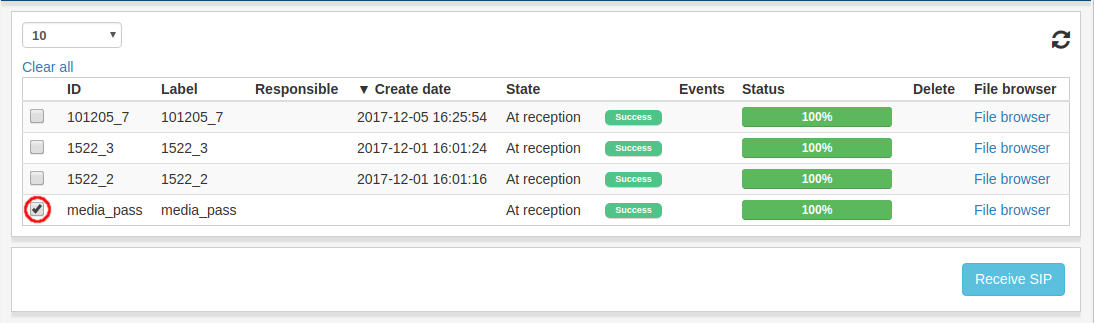 10
Clear all
ID Label Responsible ▼ Create date State Events Status Delete File browser
101205_7 101205_7 2017-12-05 16:25:54 At reception Success 100% File browser
1522_3 1522_3 2017-12-01 16:01:24 At reception Success 100% File browser
1522_2 1522_2 2017-12-01 16:01:16 At reception Success 100% File browser
media_pass media_pass At reception Success 100% File browser
Receive SIP